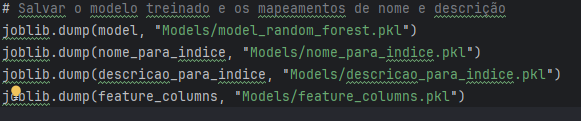 # Salvar o modelo treinado e os mapeamentos de nome e descrição
joblib.dump(model, "Models/model_random_forest.pkl")
joblib.dump(nome_para_indice, "Models/nome_para_indice.pkl")
joblib.dump(descricao_para_indice, "Models/descricao_para_indice.pkl")
joblib.dump(feature_columns, "Models/feature_columns.pkl")